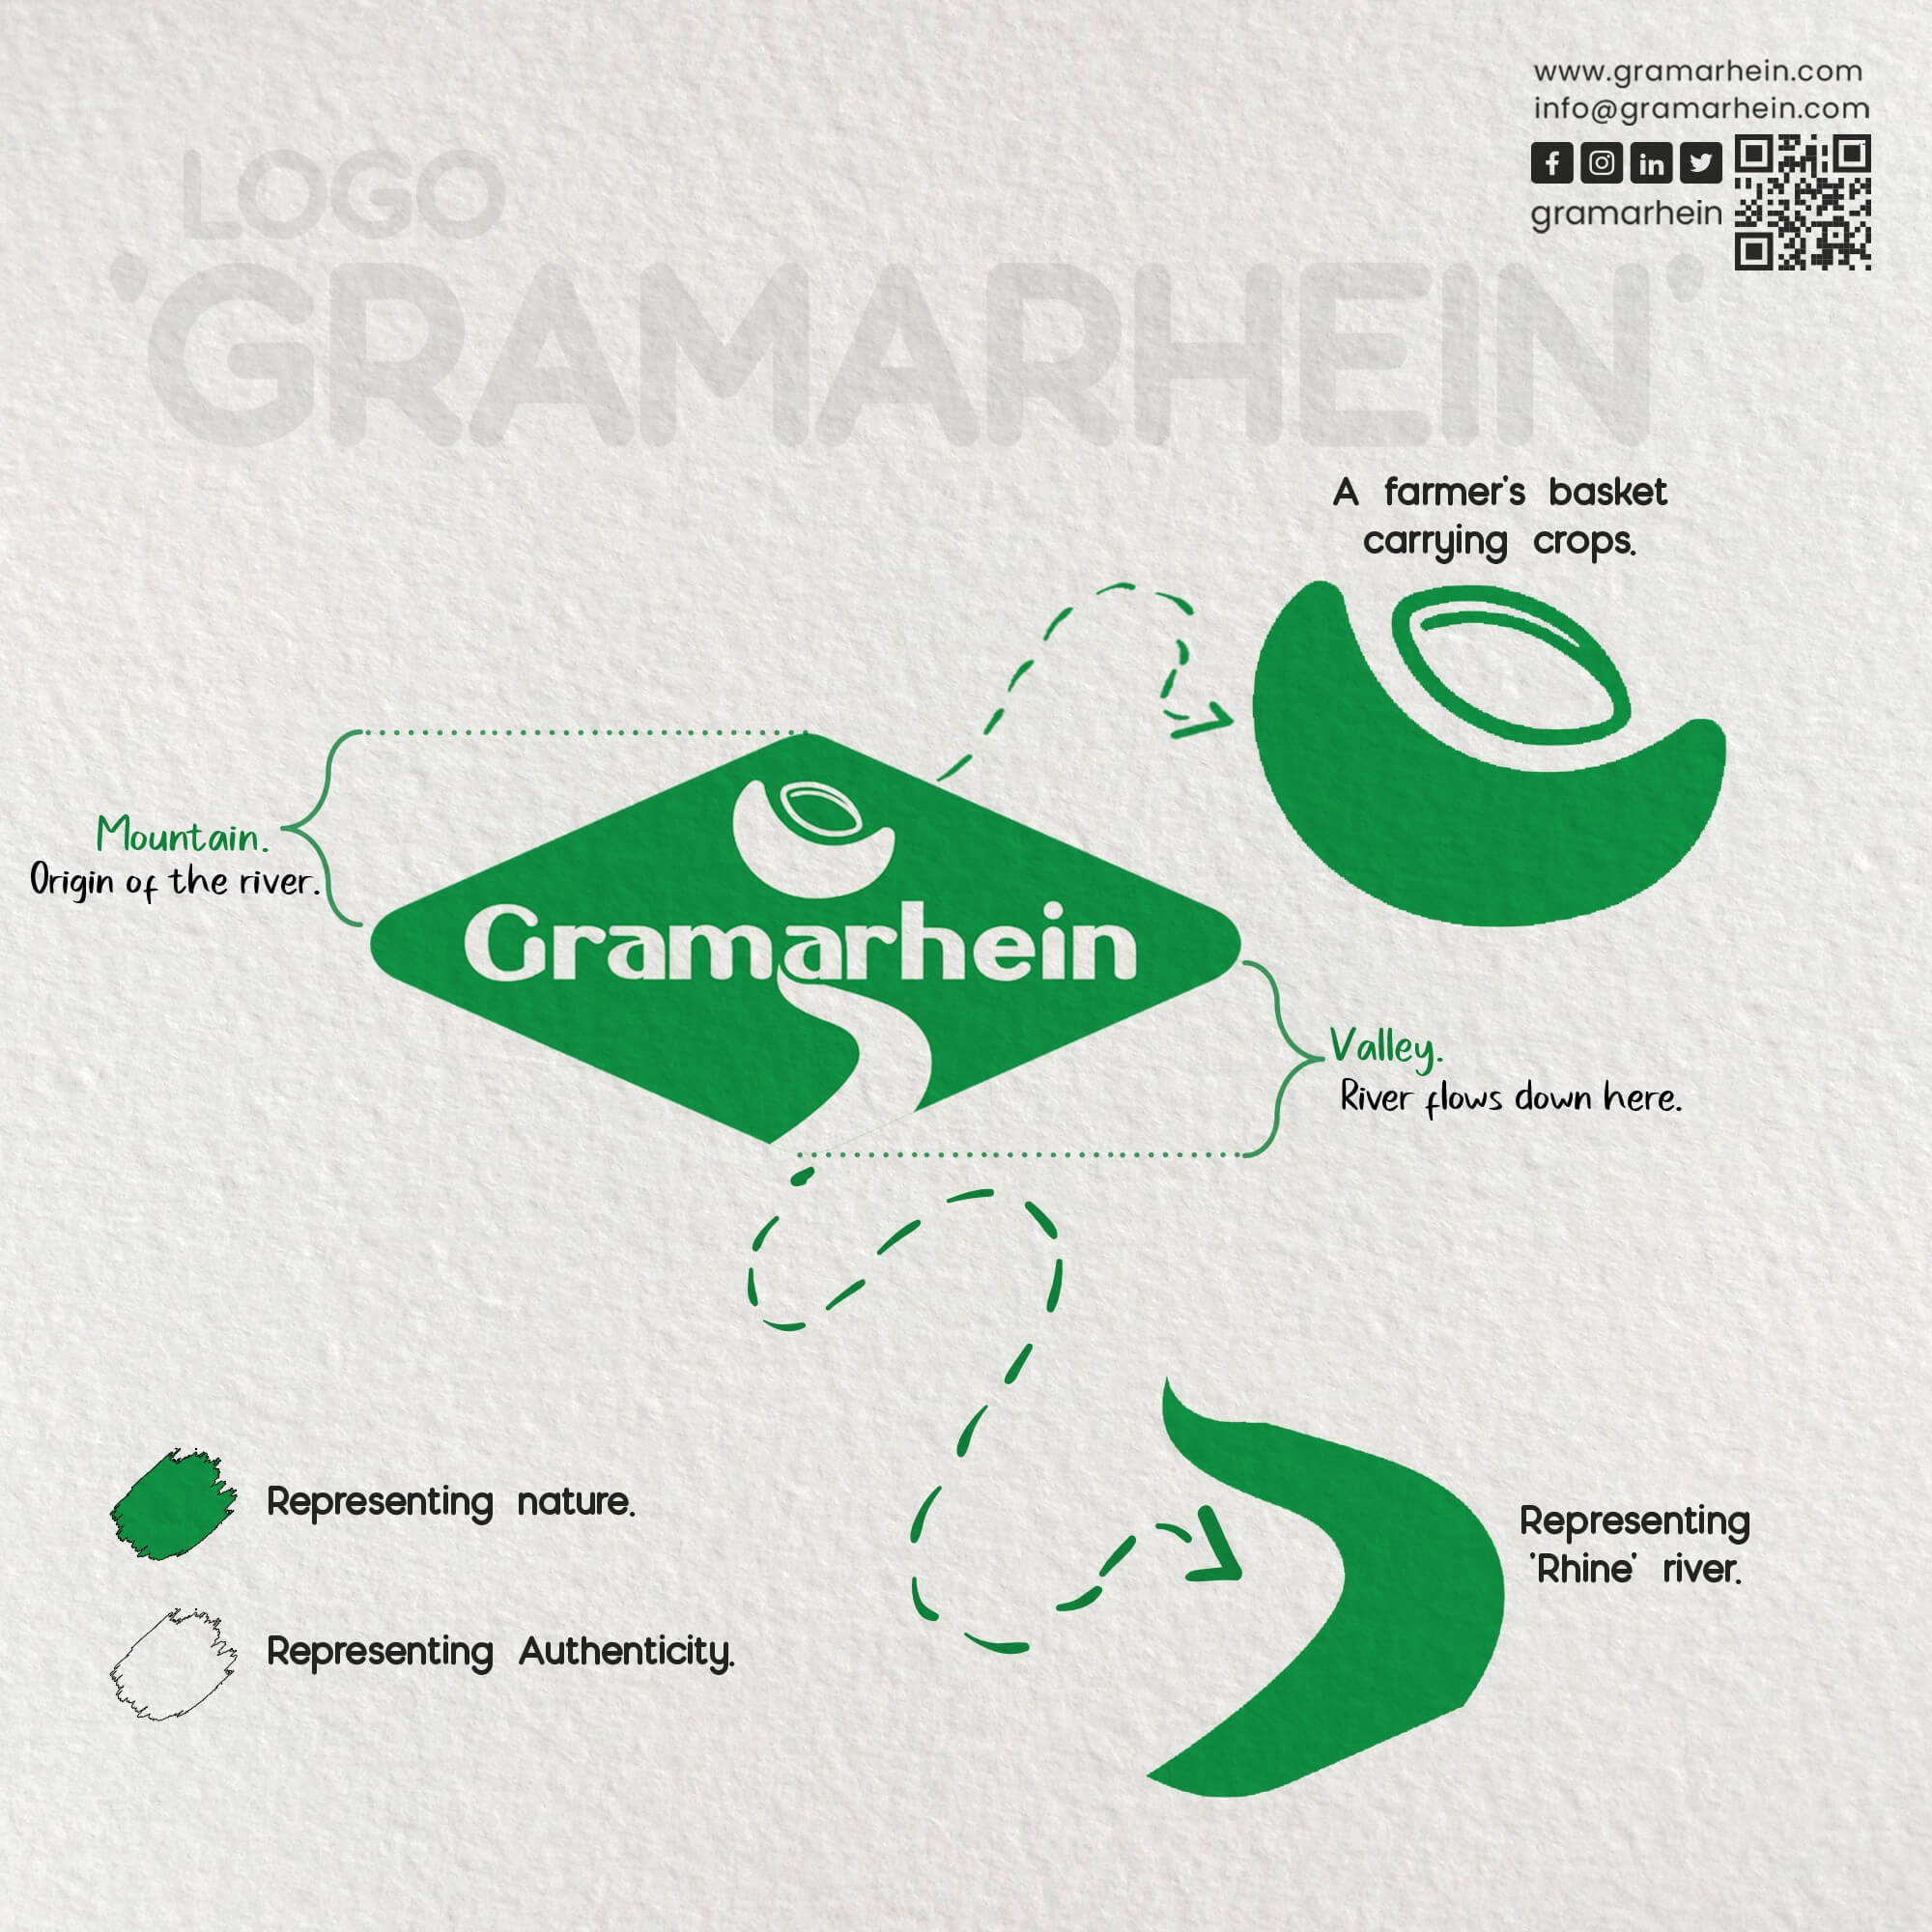 www.gramarhein.com
info@gramarhein.com
gramarhein
LOGO
'GRAMARHEIN'
A farmer's basket
carrying crops.
Mountain.
Origin of the river.
Gramarhein
Valley.
River flows down here.
Representing nature.
Representing Authenticity.
Representing
'Rhine' river.